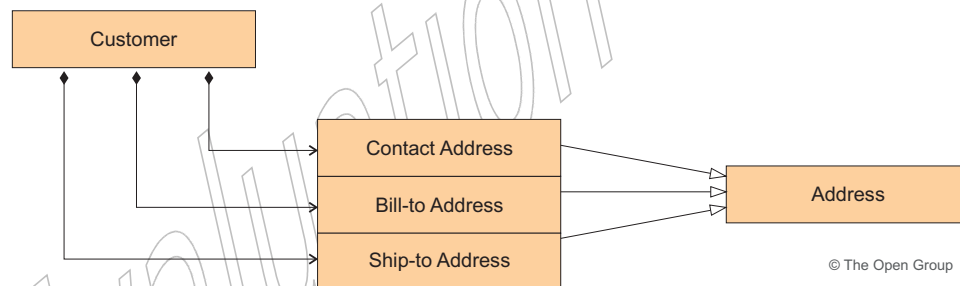 Customer
Contact Address
Bill-to Address
Address
Ship-to Address
© The Open Group